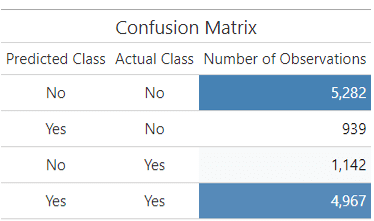 Confusion Matrix
Predicted Class Actual Class Number of Observations
No No 5,282
Yes No 939
No Yes 1,142
Yes Yes 4,967